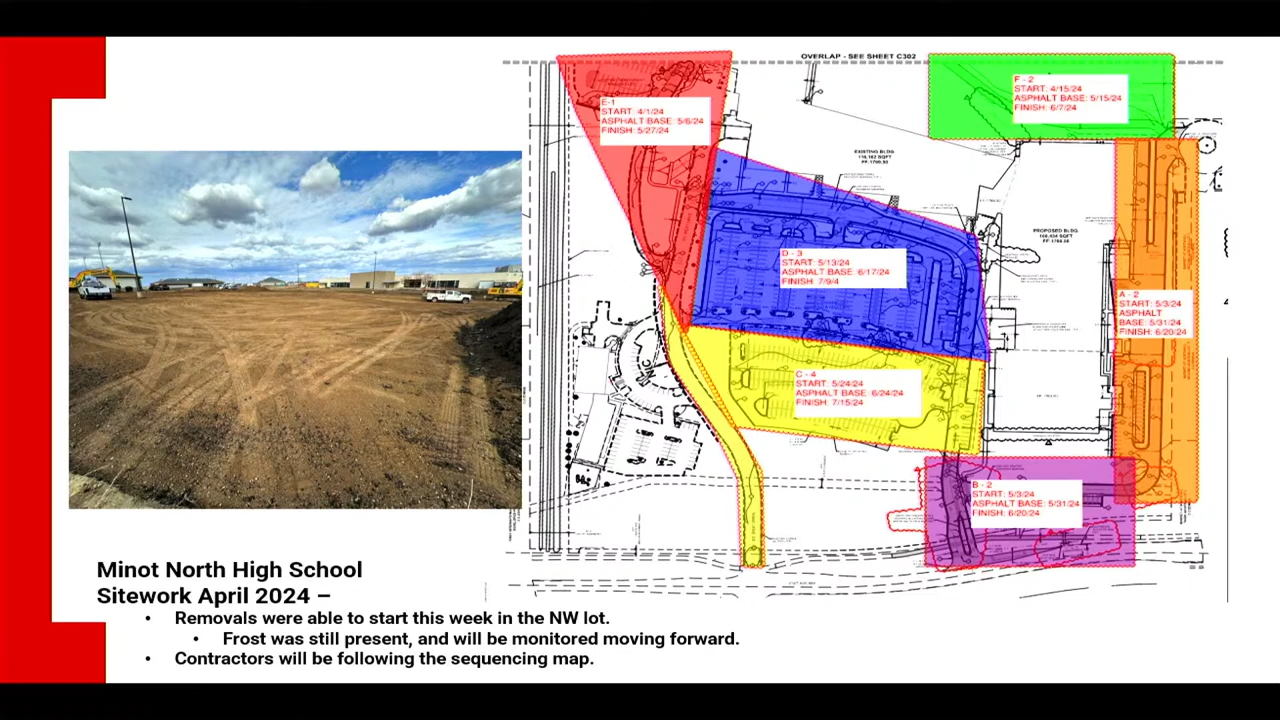 OVERLAP - SEE SHEET C302
E-1
START: 4/1/24
ASPHALT BASE: 5/6/24
FINISH: 5/27/24
F - 2
START: 4/15/24
ASPHALT BASE: 5/15/24
FINISH: 6/7/24
EXISTING BLDG
PROPOSED BLDG
D - 3
START: 5/13/24
ASPHALT BASE: 6/17/24
FINISH: 7/9/4
A - 2
START: 5/3/24
ASPHALT
BASE: 5/31/24
FINISH: 6/20/24
C - 4
START: 5/24/24
ASPHALT BASE: 6/24/24
FINISH: 7/15/24
B - 2
START: 5/3/24
ASPHALT BASE: 5/31/24
FINISH: 6/20/24
Minot North High School
Sitework April 2024 –
• Removals were able to start this week in the NW lot.
• Frost was still present, and will be monitored moving forward.
• Contractors will be following the sequencing map.